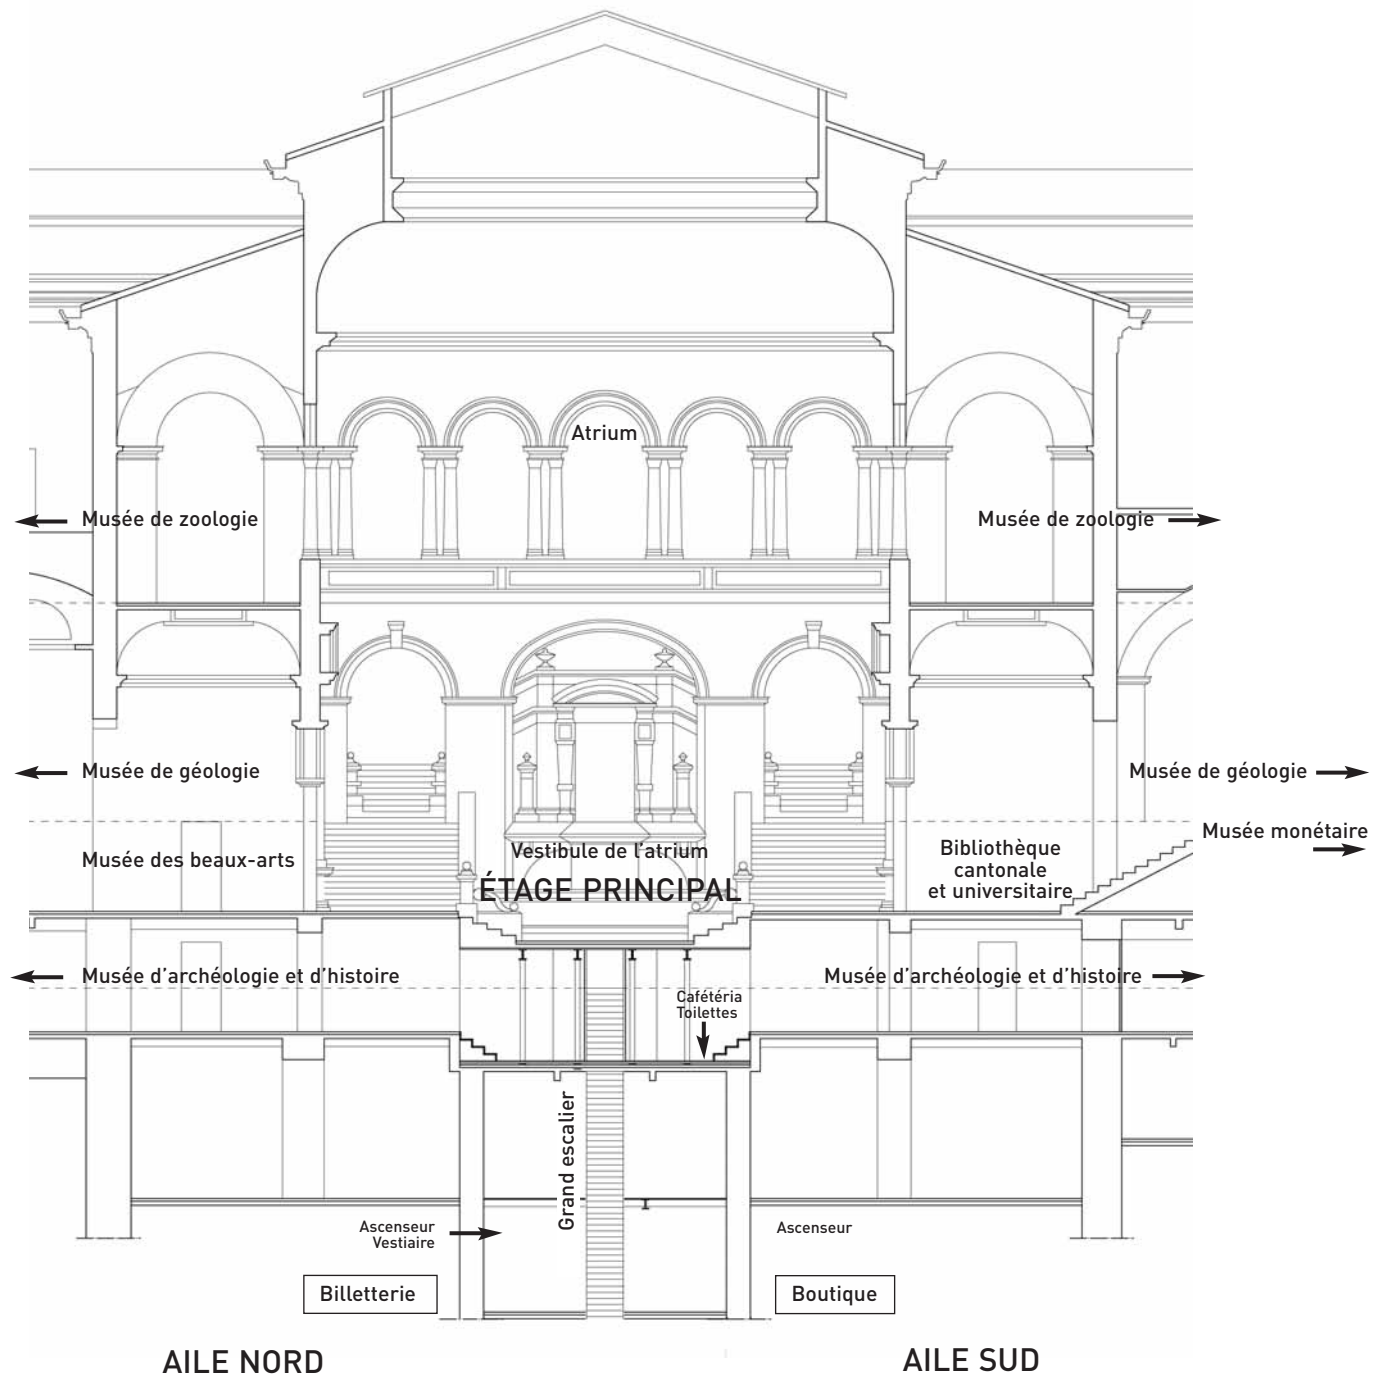 Atrium
Musée de zoologie
Musée de zoologie
Musée de géologie
Musée de géologie
Musée monétaire
Musée des beaux-arts
Vestibule de l'atrium
Bibliothèque
cantonale
et universitaire
ÉTAGE PRINCIPAL
Musée d'archéologie et d'histoire
Musée d'archéologie et d'histoire
Cafétéria
Toilettes
Grand escalier
Ascenseur
Vestiaire
Ascenseur
Billetterie
Boutique
AILE NORD
AILE SUD